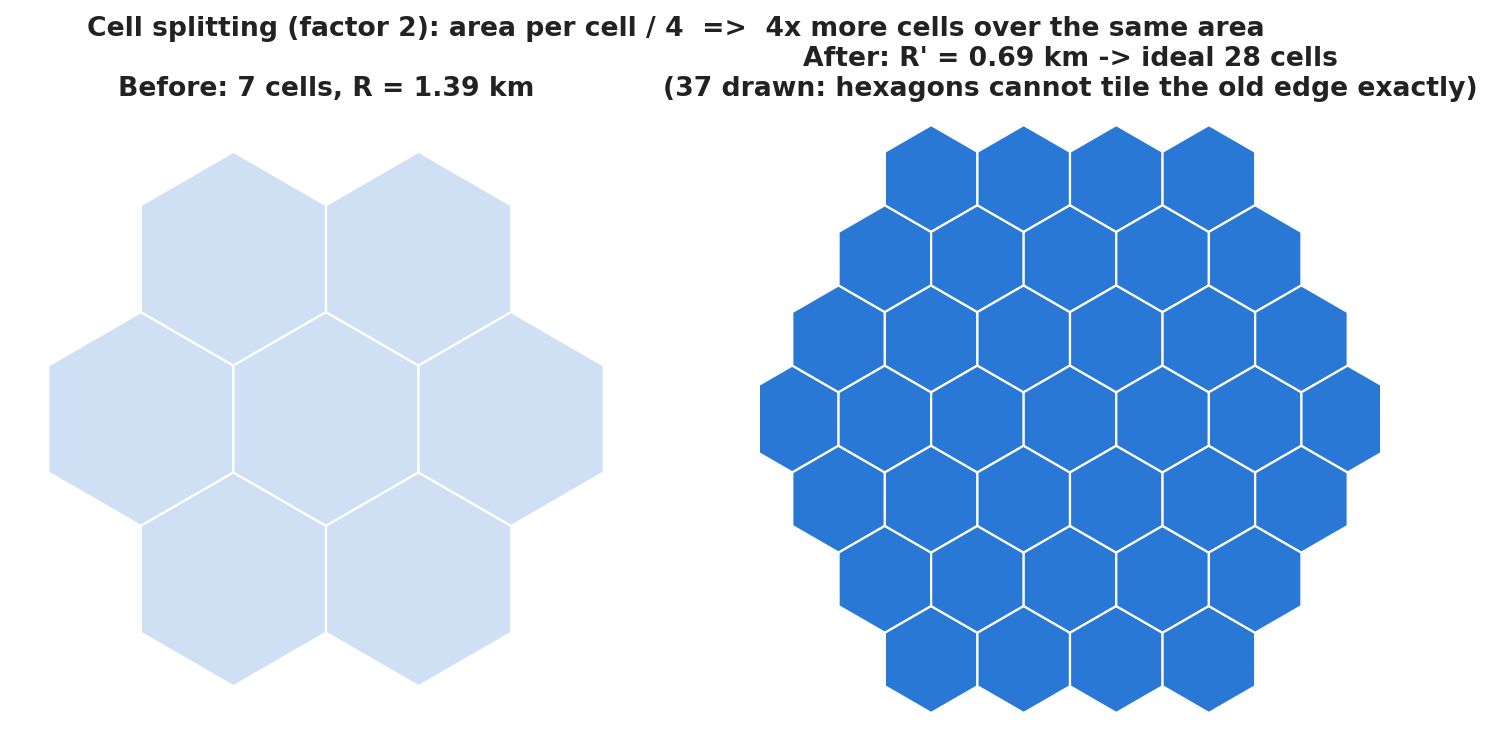 Cell splitting (factor 2): area per cell / 4  =>  4x more cells over the same area
Before: 7 cells, R = 1.39 km
After: R' = 0.69 km -> ideal 28 cells
(37 drawn: hexagons cannot tile the old edge exactly)